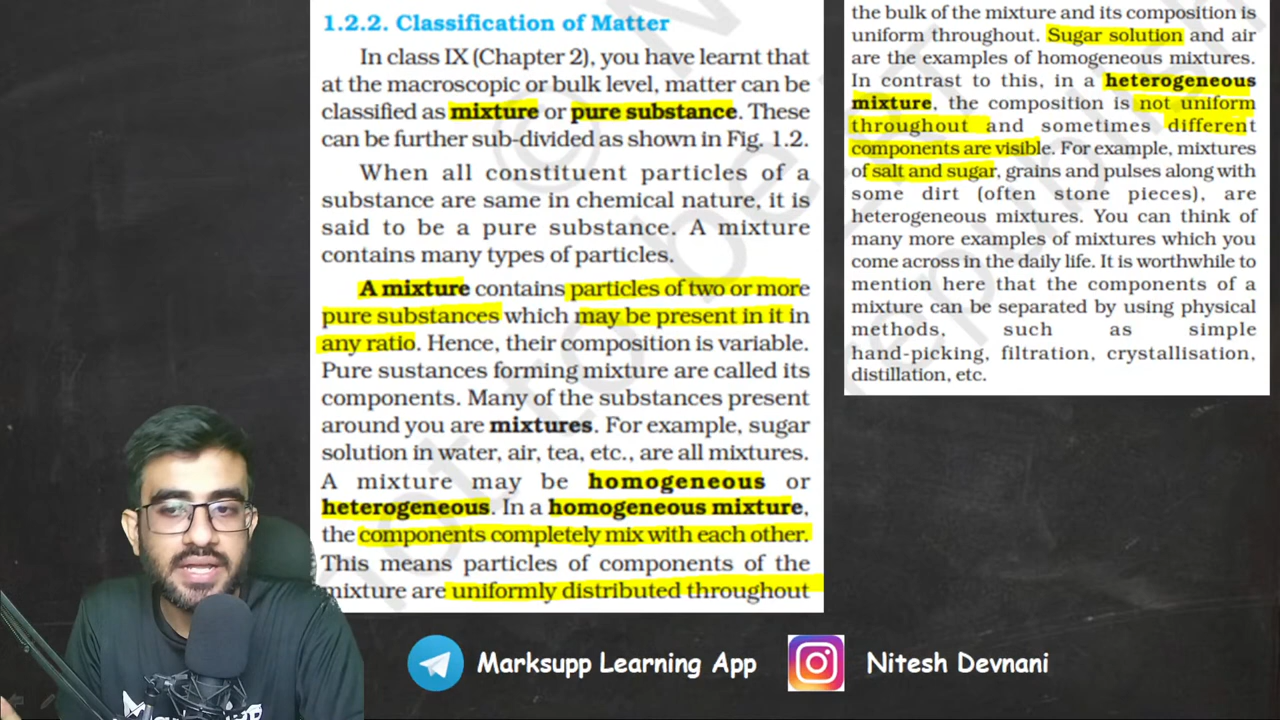 1.2.2. Classification of Matter
In class IX (Chapter 2), you have learnt that
at the macroscopic or bulk level, matter can be
classified as mixture or pure substance. These
can be further sub-divided as shown in Fig. 1.2.
When all constituent particles of a
substance are same in chemical nature, it is
said to be a pure substance. A mixture
contains many types of particles.
A mixture contains particles of two or more
pure substances which may be present in it in
any ratio. Hence, their composition is variable.
Pure sustances forming mixture are called its
components. Many of the substances present
around you are mixtures. For example, sugar
solution in water, air, tea, etc., are all mixtures.
A mixture may be homogeneous or
heterogeneous. In a homogeneous mixture,
the components completely mix with each other.
This means particles of components of the
mixture are uniformly distributed throughout
the bulk of the mixture and its composition is
uniform throughout. Sugar solution and air
are the examples of homogeneous mixtures.
In contrast to this, in a heterogeneous
mixture, the composition is not uniform
throughout and sometimes different
components are visible. For example, mixtures
of salt and sugar, grains and pulses along with
some dirt (often stone pieces), are
heterogeneous mixtures. You can think of
many more examples of mixtures which you
come across in the daily life. It is worthwhile to
mention here that the components of a
mixture can be separated by using physical
methods, such as simple
hand-picking, filtration, crystallisation,
distillation, etc.
Marksupp Learning App
Nitesh Devnani